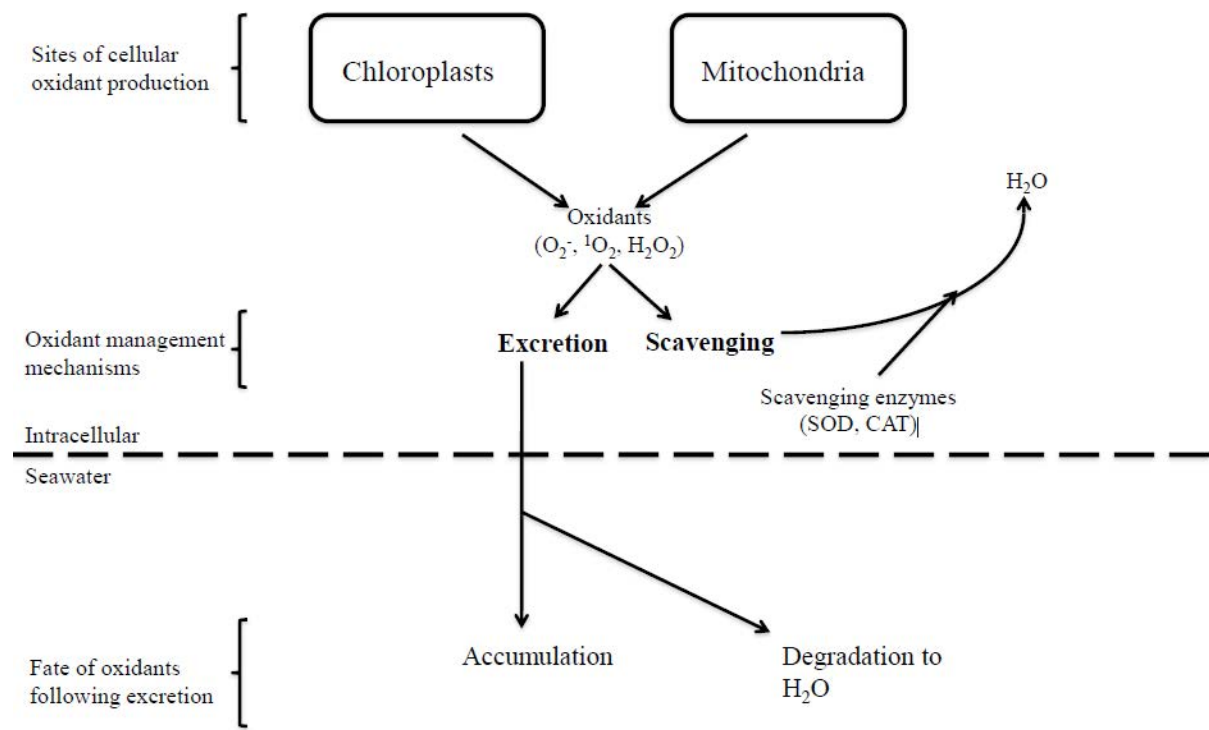 Sites of cellular
oxidant production
Chloroplasts
Mitochondria
H₂O
Oxidants
(O₂⁻, ¹O₂, H₂O₂)
Oxidant management
mechanisms
Excretion
Scavenging
Scavenging enzymes
(SOD, CAT)
Intracellular
Seawater
Fate of oxidants
following excretion
Accumulation
Degradation to
H₂O